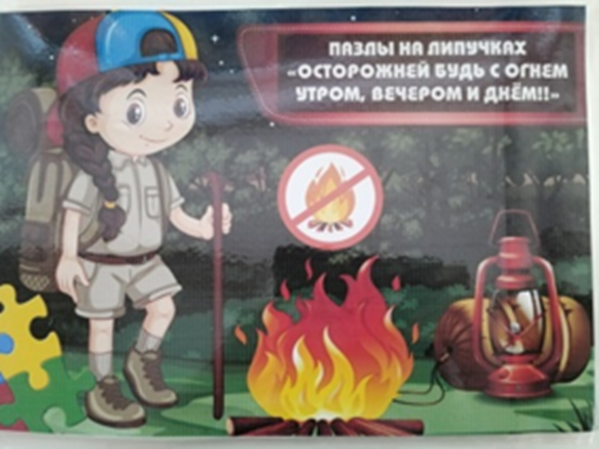 ПАЗЛЫ НА ЛИПУЧКАХ
«ОСТОРОЖНЕЙ БУДЬ С ОГНЕМ
УТРОМ, ВЕЧЕРОМ И ДНЁМ!!»